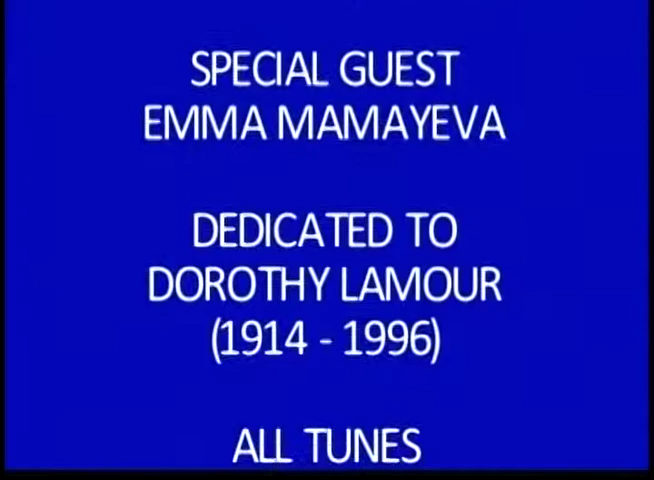 SPECIAL GUEST
EMMA MAMAYEVA
DEDICATED TO
DOROTHY LAMOUR
(1914 - 1996)
ALL TUNES